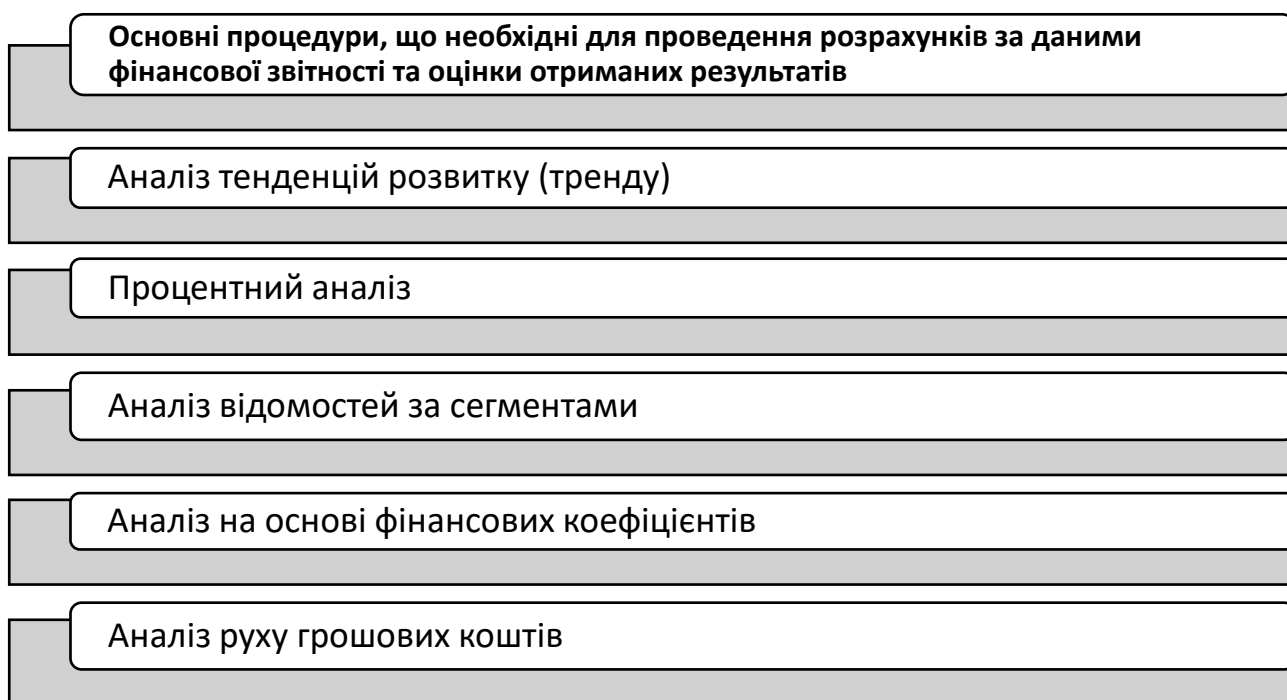 Основні процедури, що необхідні для проведення розрахунків за даними
фінансової звітності та оцінки отриманих результатів
Аналіз тенденцій розвитку (тренду)
Процентний аналіз
Аналіз відомостей за сегментами
Аналіз на основі фінансових коефіцієнтів
Аналіз руху грошових коштів